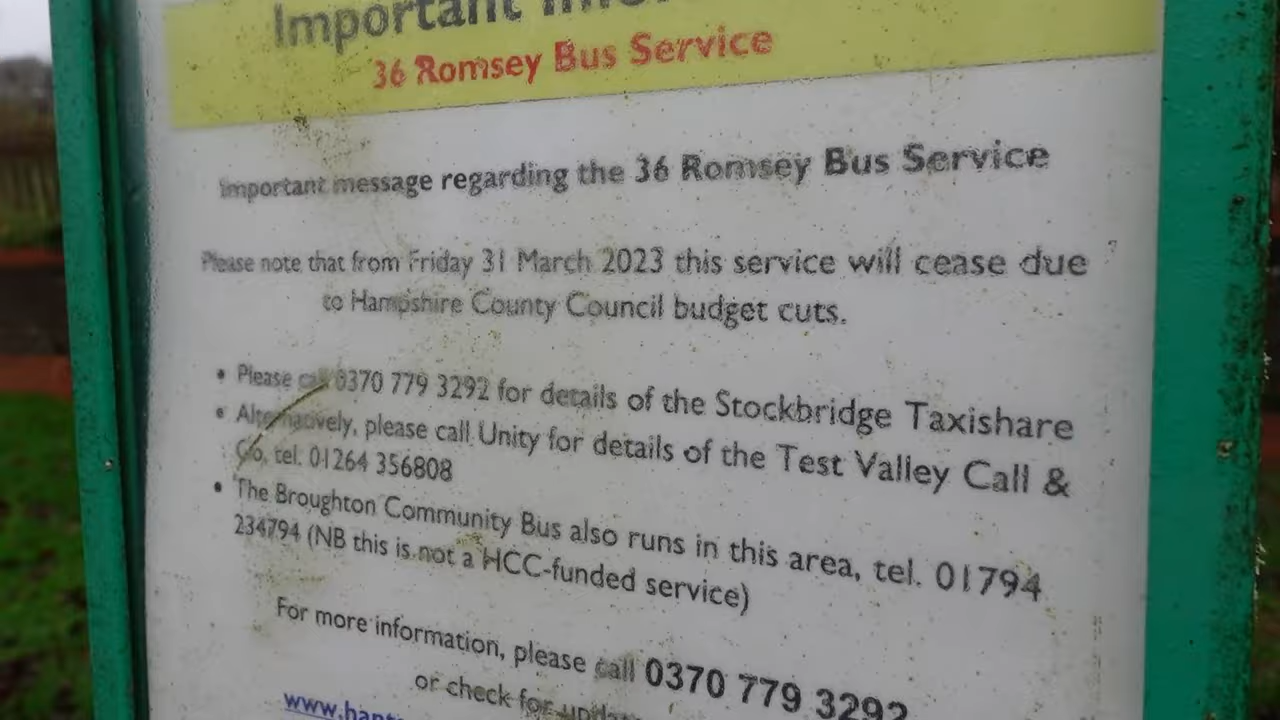 Important
36 Romsey Bus Service
Important message regarding the 36 Romsey Bus Service
Please note that from Friday 31 March 2023 this service will cease due
to Hampshire County Council budget cuts.
• Please call 0370 779 3292 for details of the Stockbridge Taxishare
• Alternatively, please call Unity for details of the Test Valley Call &
Go, tel. 01264 356808
• The Broughton Community Bus also runs in this area, tel. 01794
234794 (NB this is not a HCC-funded service)
For more information, please call 0370 779 3292
or check for